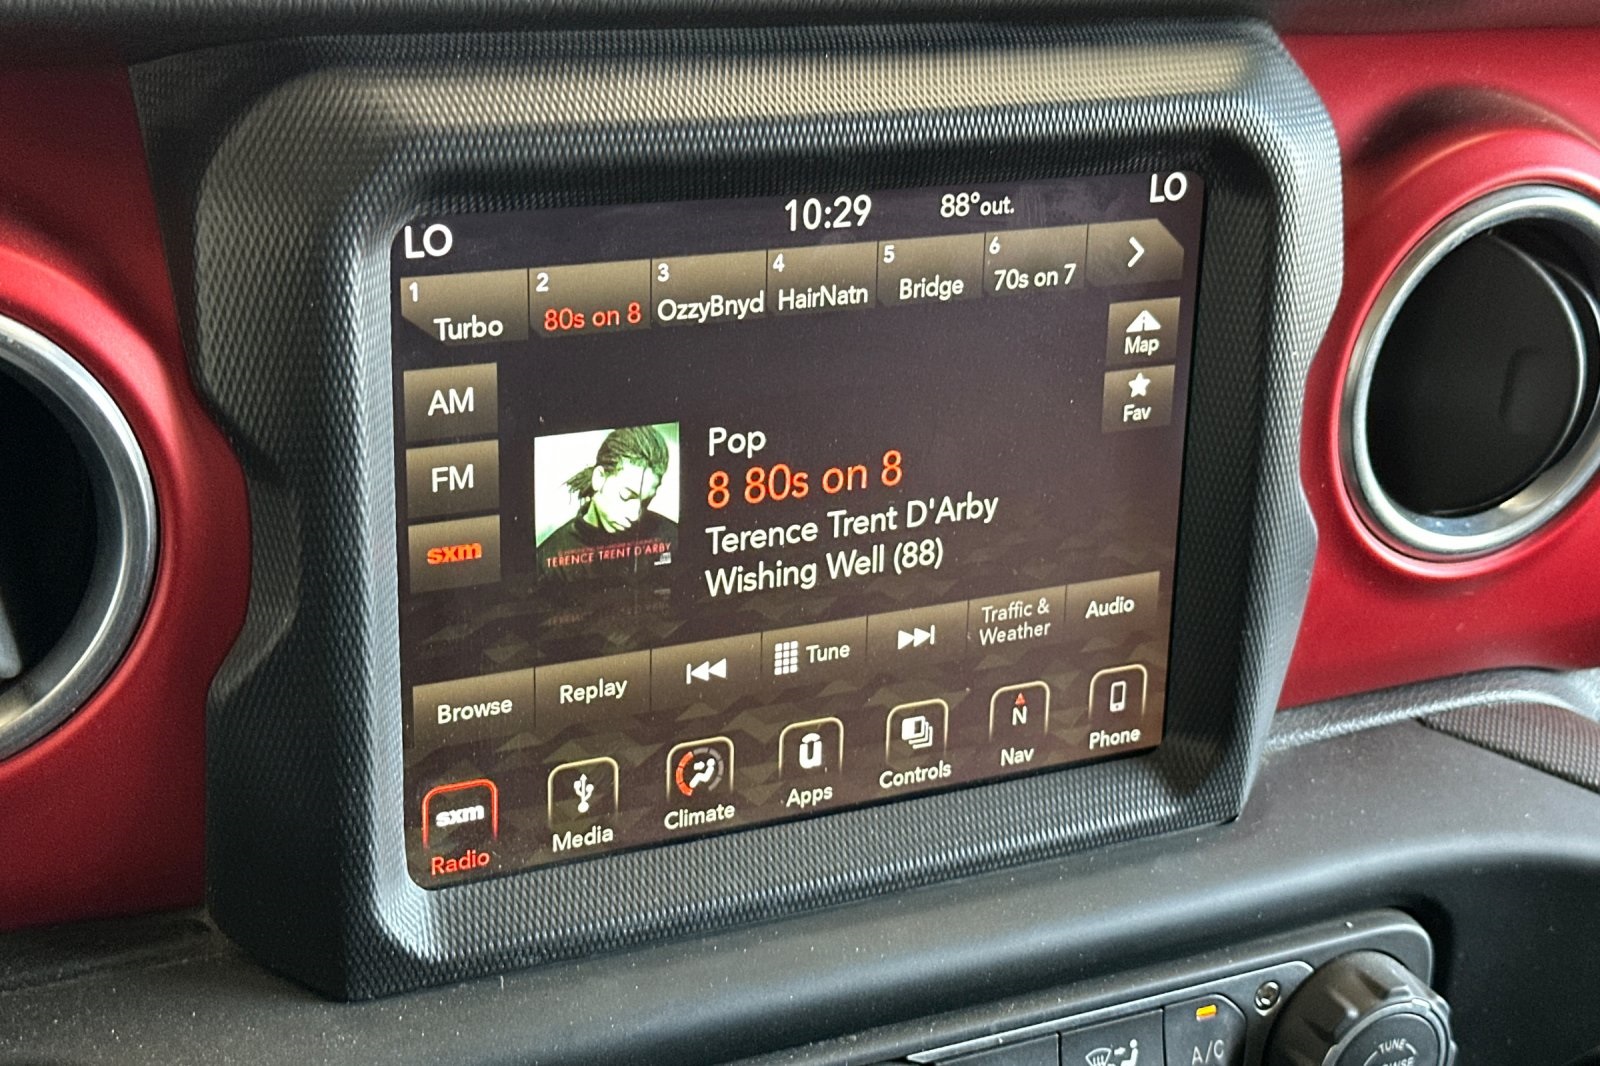 LO
10:29
88°out.
LO
1
Turbo
2
80s on 8
3
OzzyBnyd
4
HairNatn
5
Bridge
6
70s on 7
Map
Fav
AM
FM
sxm
TERENCE TRENT D'ARBY
Pop
8 80s on 8
Terence Trent D'Arby
Wishing Well (88)
Browse
Replay
Tune
Traffic &
Weather
Audio
sxm
Radio
Media
Climate
Apps
U
Controls
N
Nav
Phone
A/C
TUNE